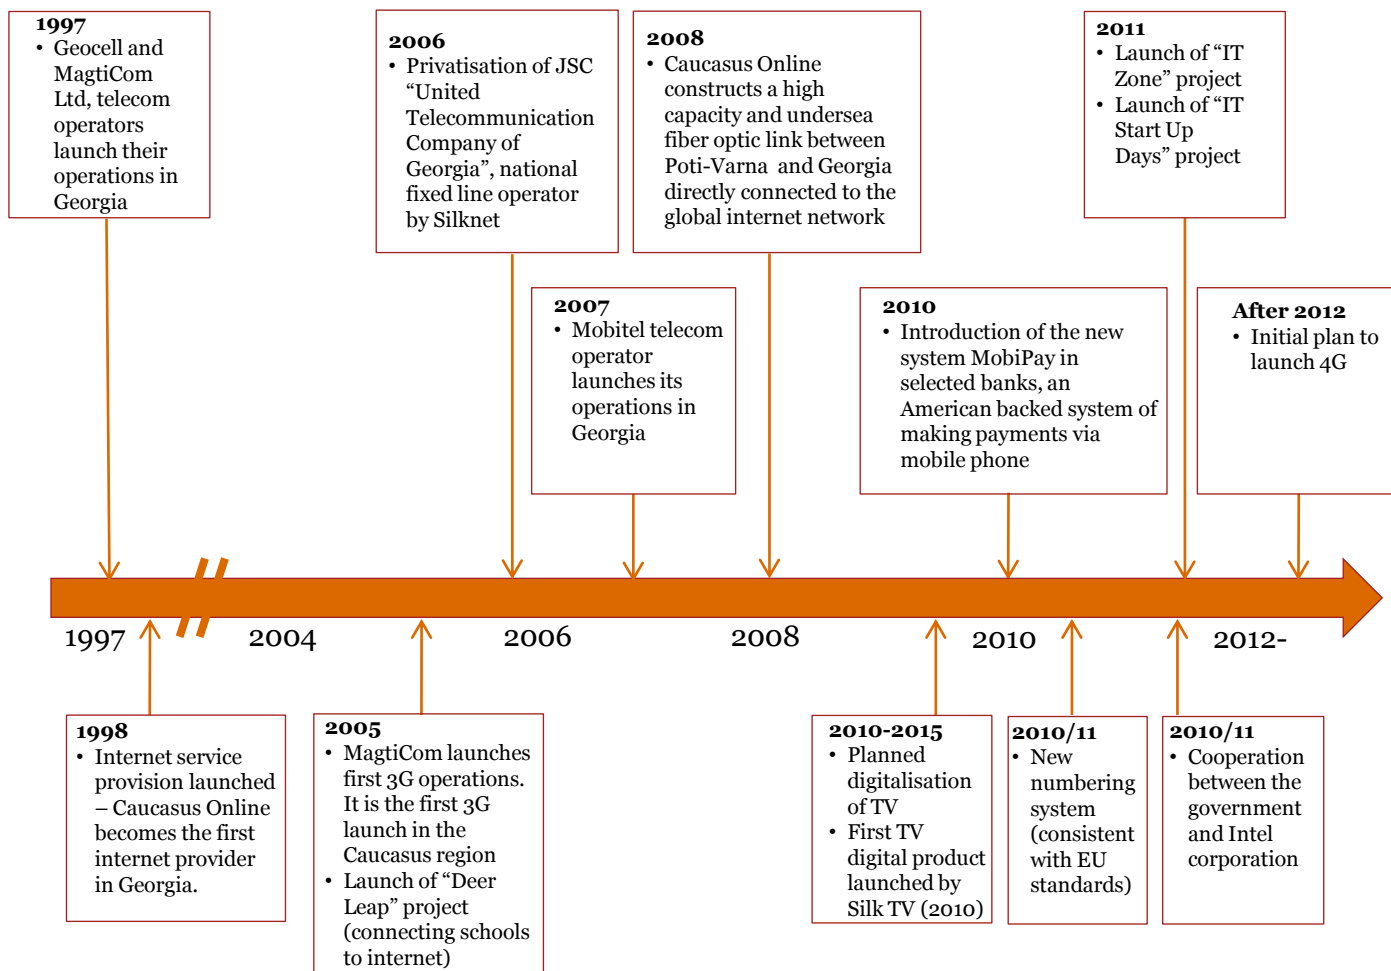 1997
• Geocell and
MagtiCom
Ltd, telecom
operators
launch their
operations in
Georgia
2006
• Privatisation of JSC
“United
Telecommunication
Company of
Georgia”, national
fixed line operator
by Silknet
2008
• Caucasus Online
constructs a high
capacity and undersea
fiber optic link between
Poti-Varna and Georgia
directly connected to the
global internet network
2011
• Launch of “IT
Zone” project
• Launch of “IT
Start Up
Days” project
2007
• Mobitel telecom
operator
launches its
operations in
Georgia
2010
• Introduction of the new
system MobiPay in
selected banks, an
American backed system of
making payments via
mobile phone
After 2012
• Initial plan to
launch 4G
1997
2004
2006
2008
2010
2012-
1998
• Internet service
provision launched
– Caucasus Online
becomes the first
internet provider
in Georgia.
2005
• MagtiCom launches
first 3G operations.
It is the first 3G
launch in the
Caucasus region
• Launch of “Deer
Leap” project
(connecting schools
to internet)
2010-2015
• Planned
digitalisation
of TV
• First TV
digital product
launched by
Silk TV (2010)
2010/11
• New
numbering
system
(consistent
with EU
standards)
2010/11
• Cooperation
between the
government
and Intel
corporation